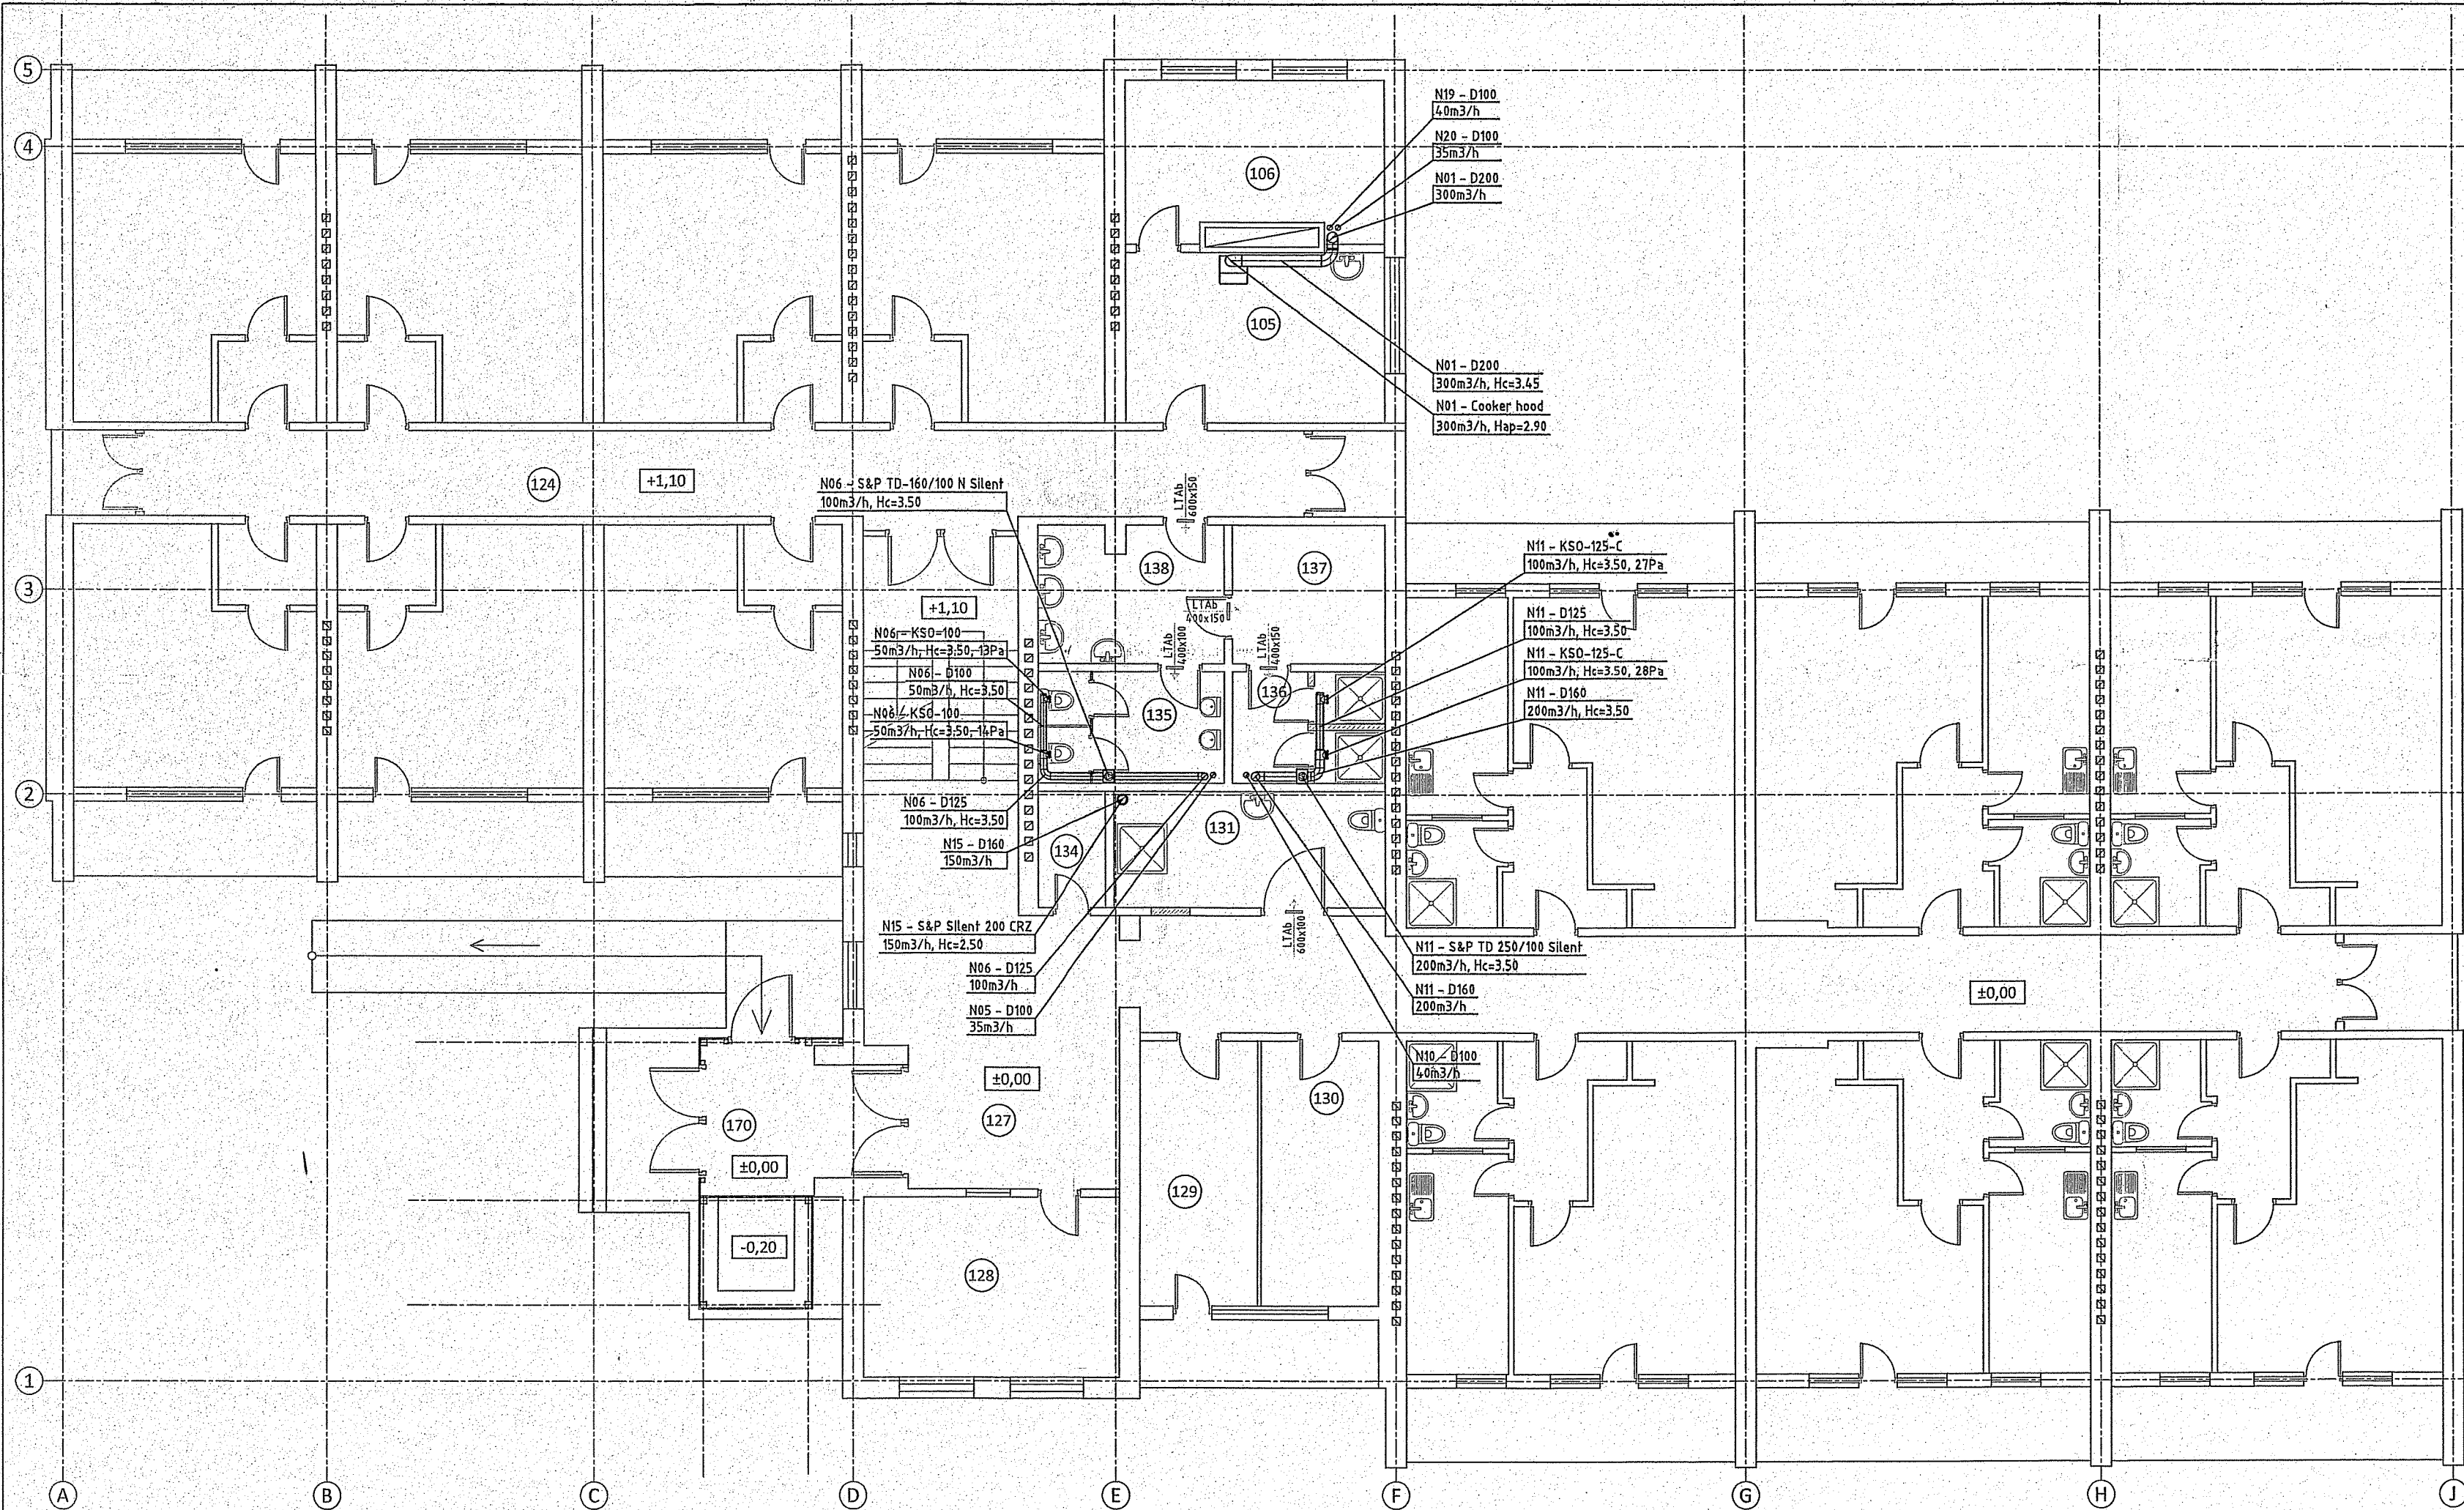 5
N19 - D100
40m3/h
4
N20 - D100
35m3/h
106
N01 - D200
300m3/h
105
N01 - D200
300m3/h, Hc=3.45
N01 - Cooker hood
300m3/h, Hap=2.90
124
+1,10
N06 - S&P TD-160/100 N Silent
100m3/h, Hc=3.50
LTAb
600x150
138
137
N11 - KSO-125-C
100m3/h, Hc=3.50, 27Pa
3
+1,10
LTAb
400x150
N11 - D125
100m3/h, Hc=3.50
N06 - KSO-100
50m3/h, Hc=3.50, 13Pa
LTAb
400x100
LTAb
400x150
N11 - KSO-125-C
100m3/h, Hc=3.50, 28Pa
N06 - D100
50m3/h, Hc=3.50
136
N11 - D160
200m3/h, Hc=3.50
N06 - KSO-100
50m3/h, Hc=3.50, 14Pa
135
2
N06 - D125
100m3/h, Hc=3.50
131
N15 - D160
150m3/h
134
N15 - S&P Silent 200 CRZ
150m3/h, Hc=2.50
LTAb
600x100
N11 - S&P TD 250/100 Silent
200m3/h, Hc=3.50
N06 - D125
100m3/h
N11 - D160
200m3/h
±0,00
N05 - D100
35m3/h
N10 - D100
40m3/h
±0,00
130
170
127
±0,00
129
-0,20
128
1
A
B
C
D
E
F
G
H
J